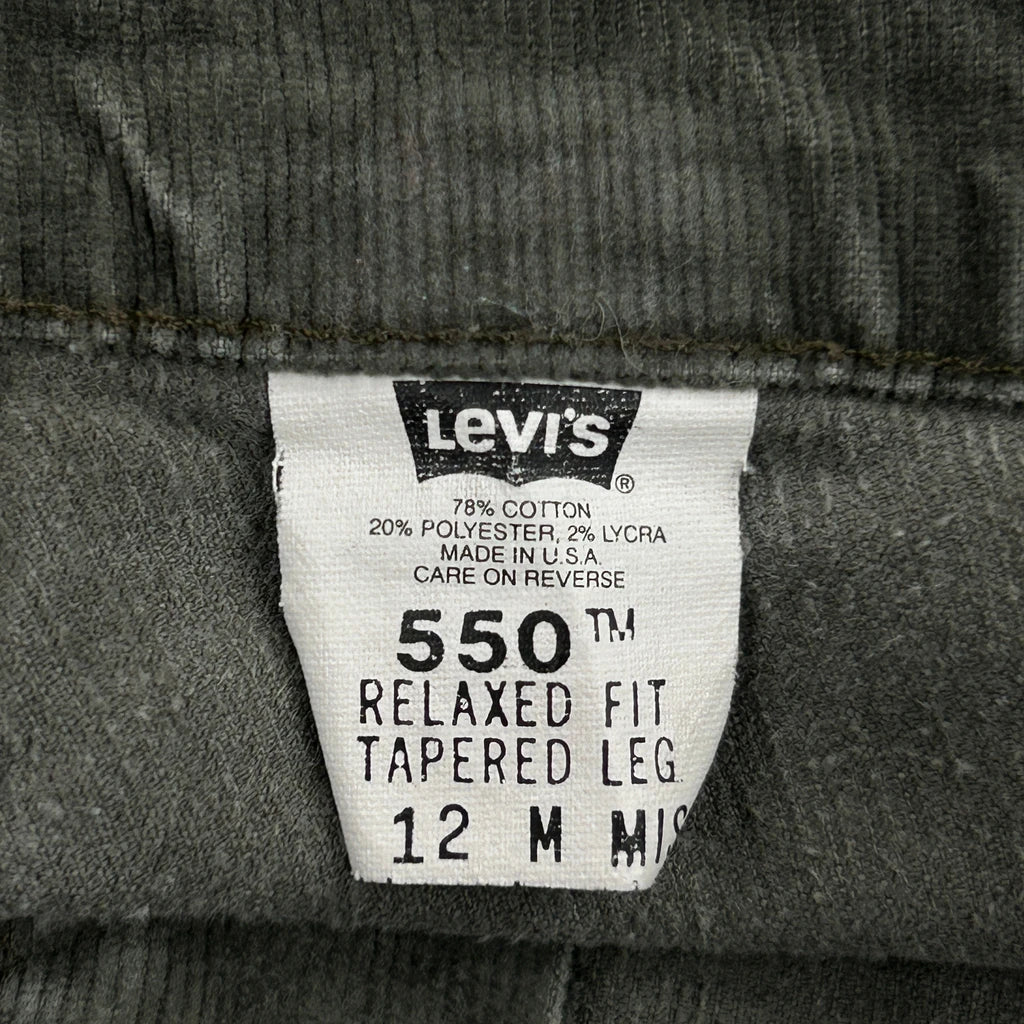 Levi's ®
78% COTTON
20% POLYESTER, 2% LYCRA
MADE IN U.S.A.
CARE ON REVERSE
550™
RELAXED FIT
TAPERED LEG
12 M